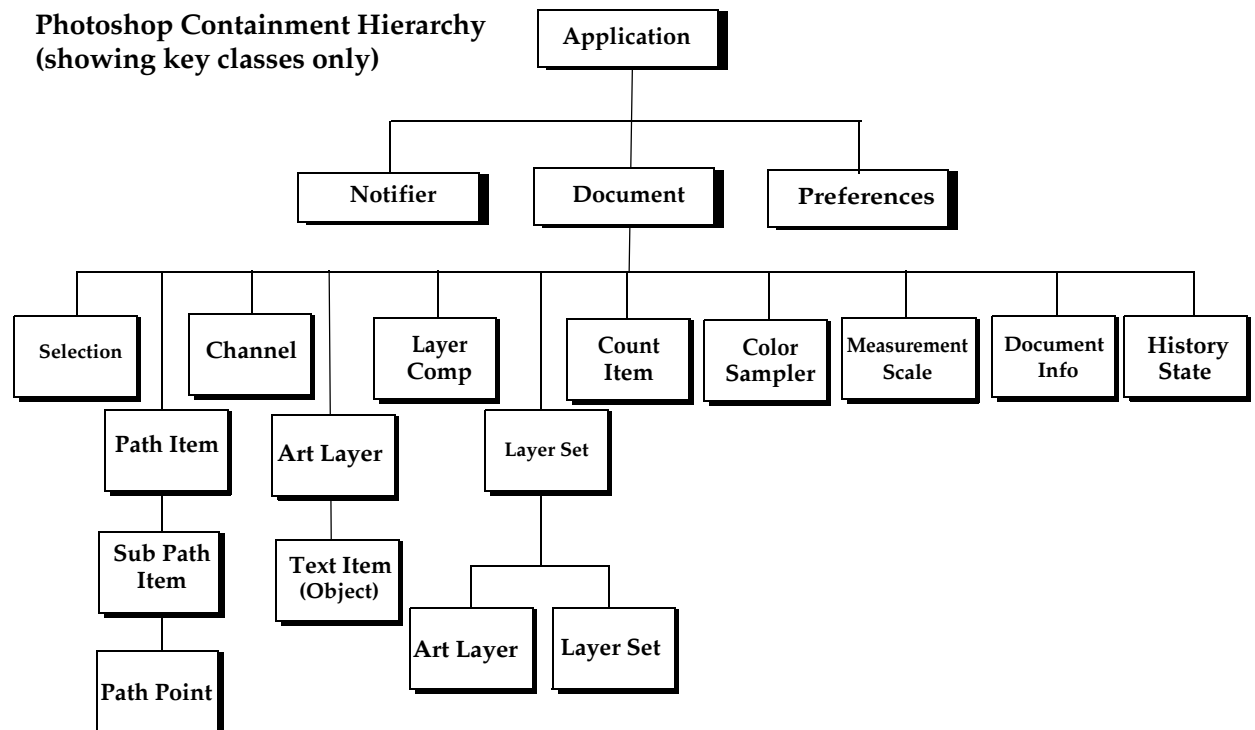 Photoshop Containment Hierarchy
(showing key classes only)
Application
Notifier
Document
Preferences
Selection
Channel
Layer
Comp
Count
Item
Color
Sampler
Measurement
Scale
Document
Info
History
State
Path Item
Art Layer
Layer Set
Sub Path
Item
Text Item
(Object)
Art Layer
Layer Set
Path Point